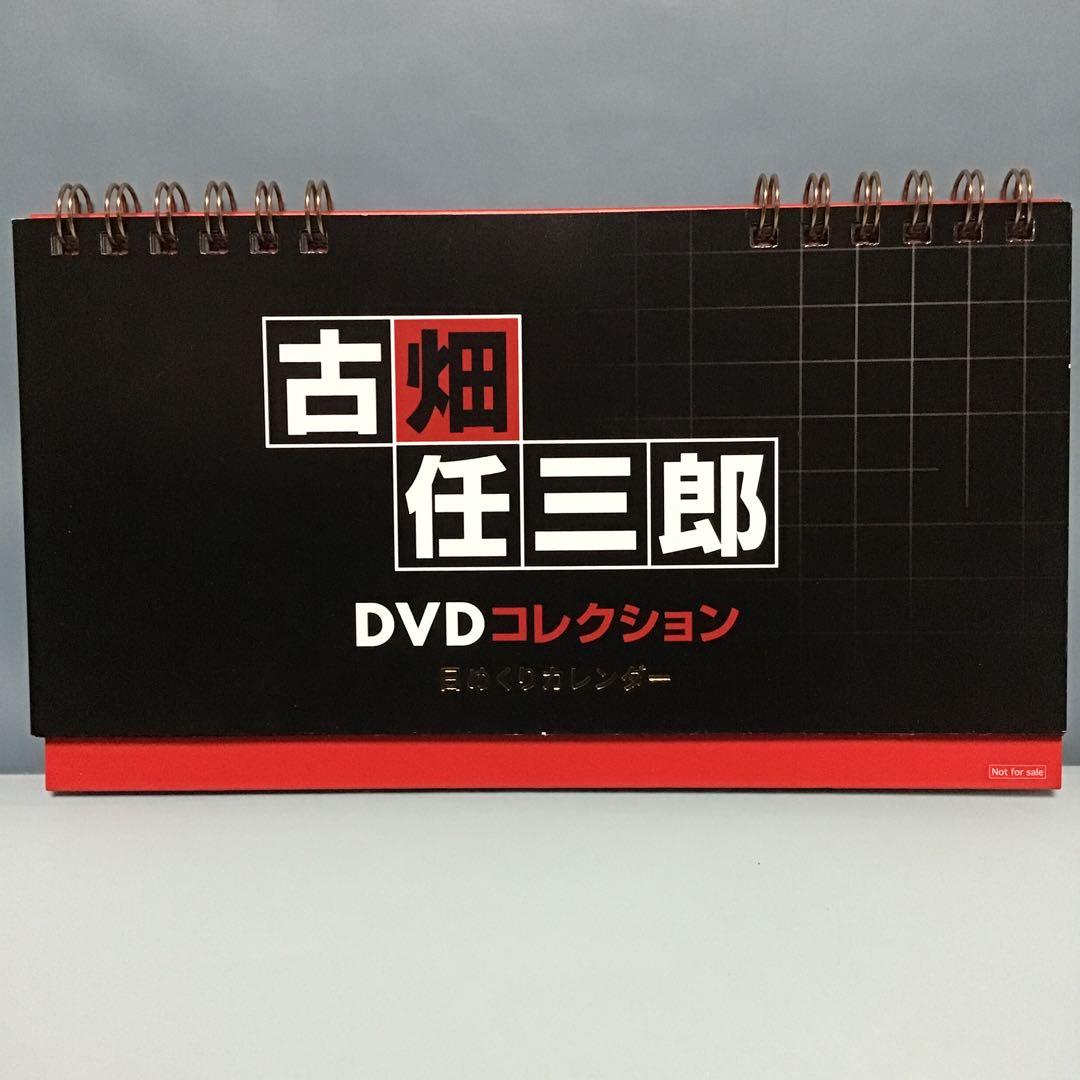 古畑
任三郎
DVDコレクション
日めくりカレンダー
Not for sale